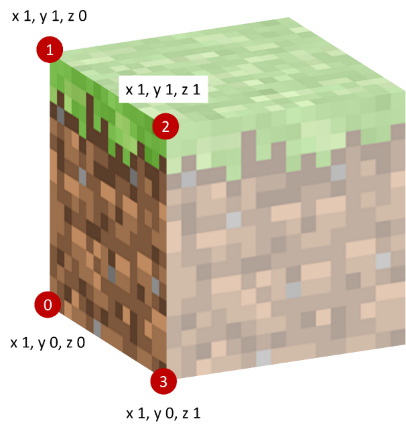 x 1, y 1, z 0
1
x 1, y 1, z 1
2
0
x 1, y 0, z 0
3
x 1, y 0, z 1